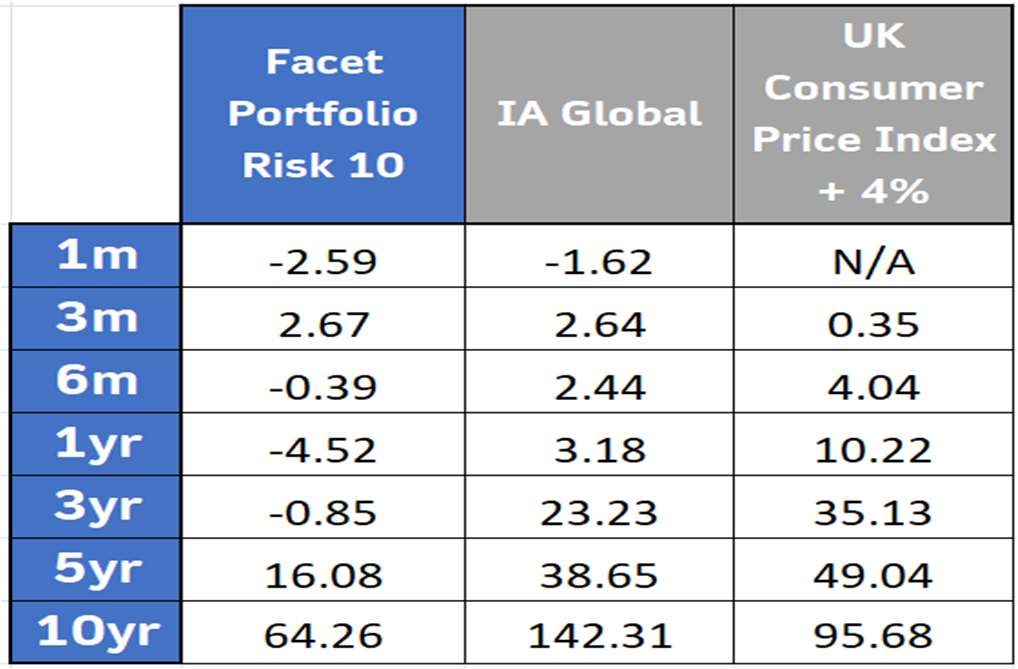 Facet
Portfolio
Risk 10
IA Global
UK
Consumer
Price Index
+ 4%
1m -2.59 -1.62 N/A
3m 2.67 2.64 0.35
6m -0.39 2.44 4.04
1yr -4.52 3.18 10.22
3yr -0.85 23.23 35.13
5yr 16.08 38.65 49.04
10yr 64.26 142.31 95.68